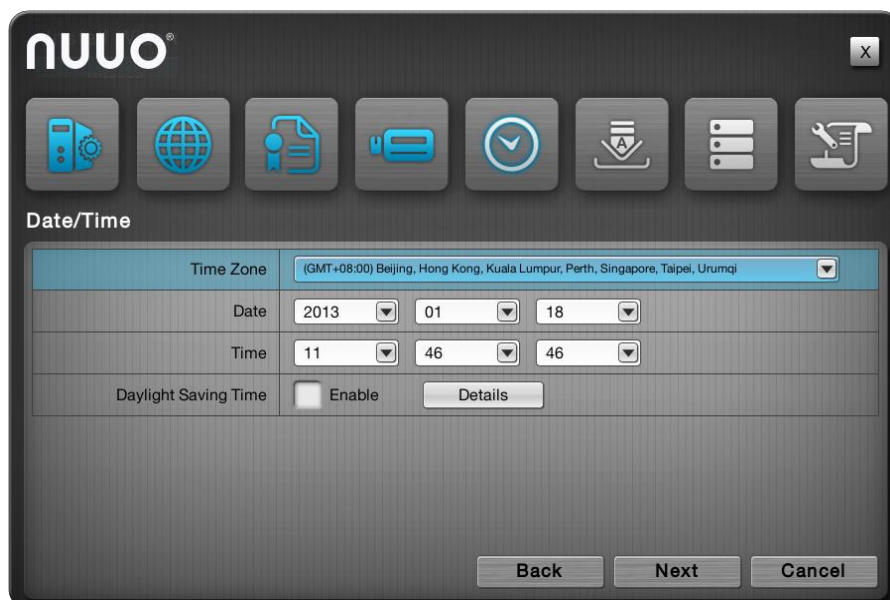 nuuo®
X
A
Date/Time
Time Zone (GMT+08:00) Beijing, Hong Kong, Kuala Lumpur, Perth, Singapore, Taipei, Urumqi
Date 2013 01 18
Time 11 46 46
Daylight Saving Time Enable Details
Back Next Cancel